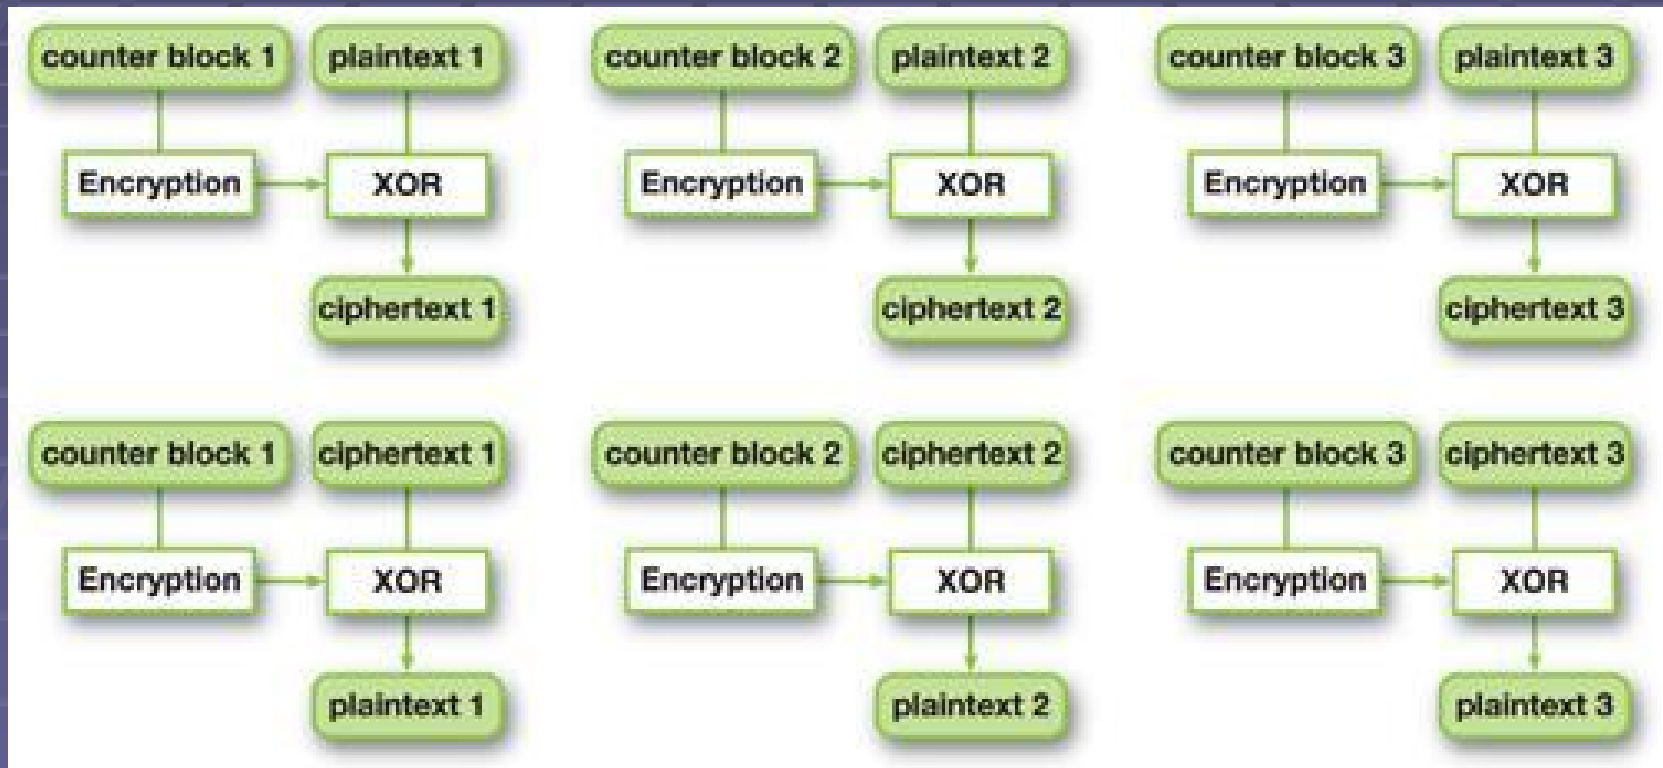 counter block 1 plaintext 1 counter block 2 plaintext 2 counter block 3 plaintext 3
Encryption XOR Encryption XOR Encryption XOR
ciphertext 1 ciphertext 2 ciphertext 3
counter block 1 ciphertext 1 counter block 2 ciphertext 2 counter block 3 ciphertext 3
Encryption XOR Encryption XOR Encryption XOR
plaintext 1 plaintext 2 plaintext 3